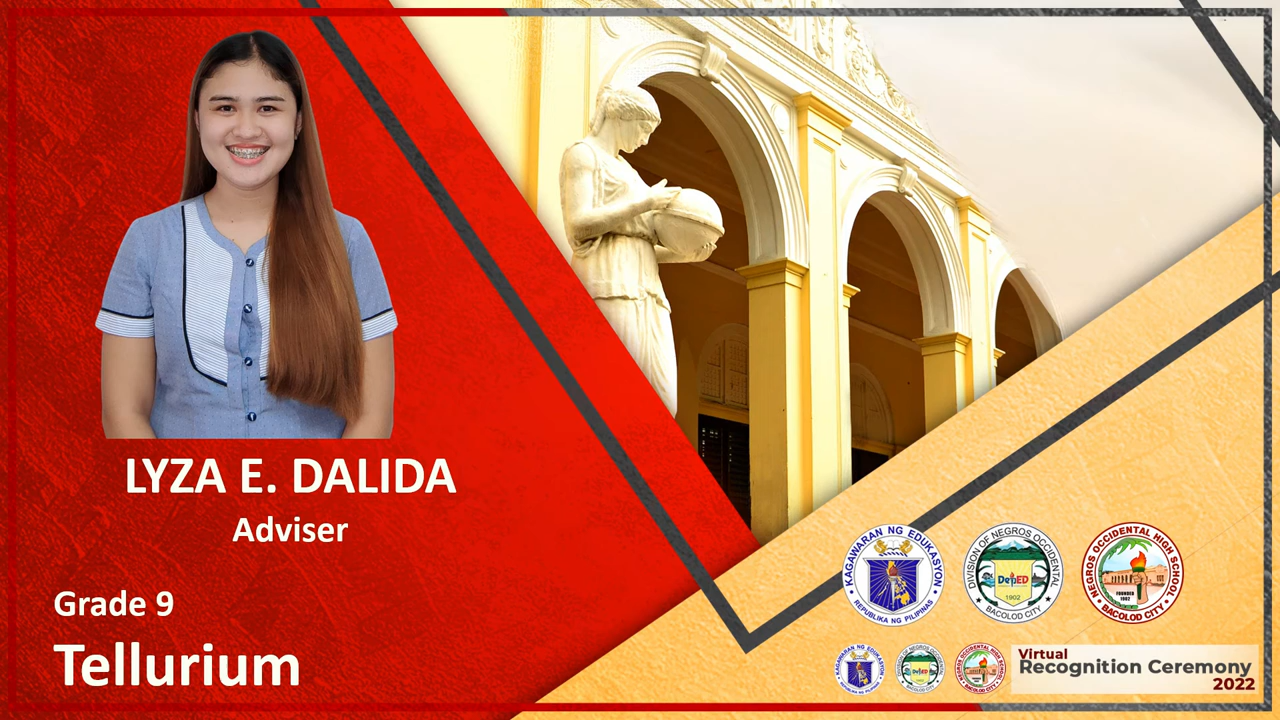 LYZA E. DALIDA
Adviser
Grade 9
Tellurium
KAGAWARAN NG EDUKASYON
REPUBLIKA NG PILIPINAS
DIVISION OF NEGROS OCCIDENTAL
DepED
1902
BACOLOD CITY
NEGROS OCCIDENTAL HIGH SCHOOL
FOUNDED
1902
BACOLOD CITY
Virtual
Recognition Ceremony
2022